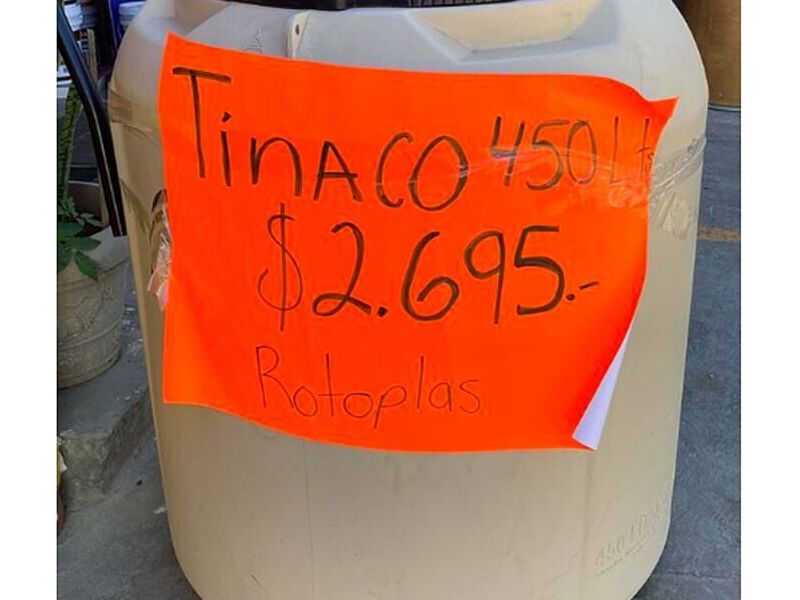 TinACO 450 Lts
$2.695.-
Rotoplas